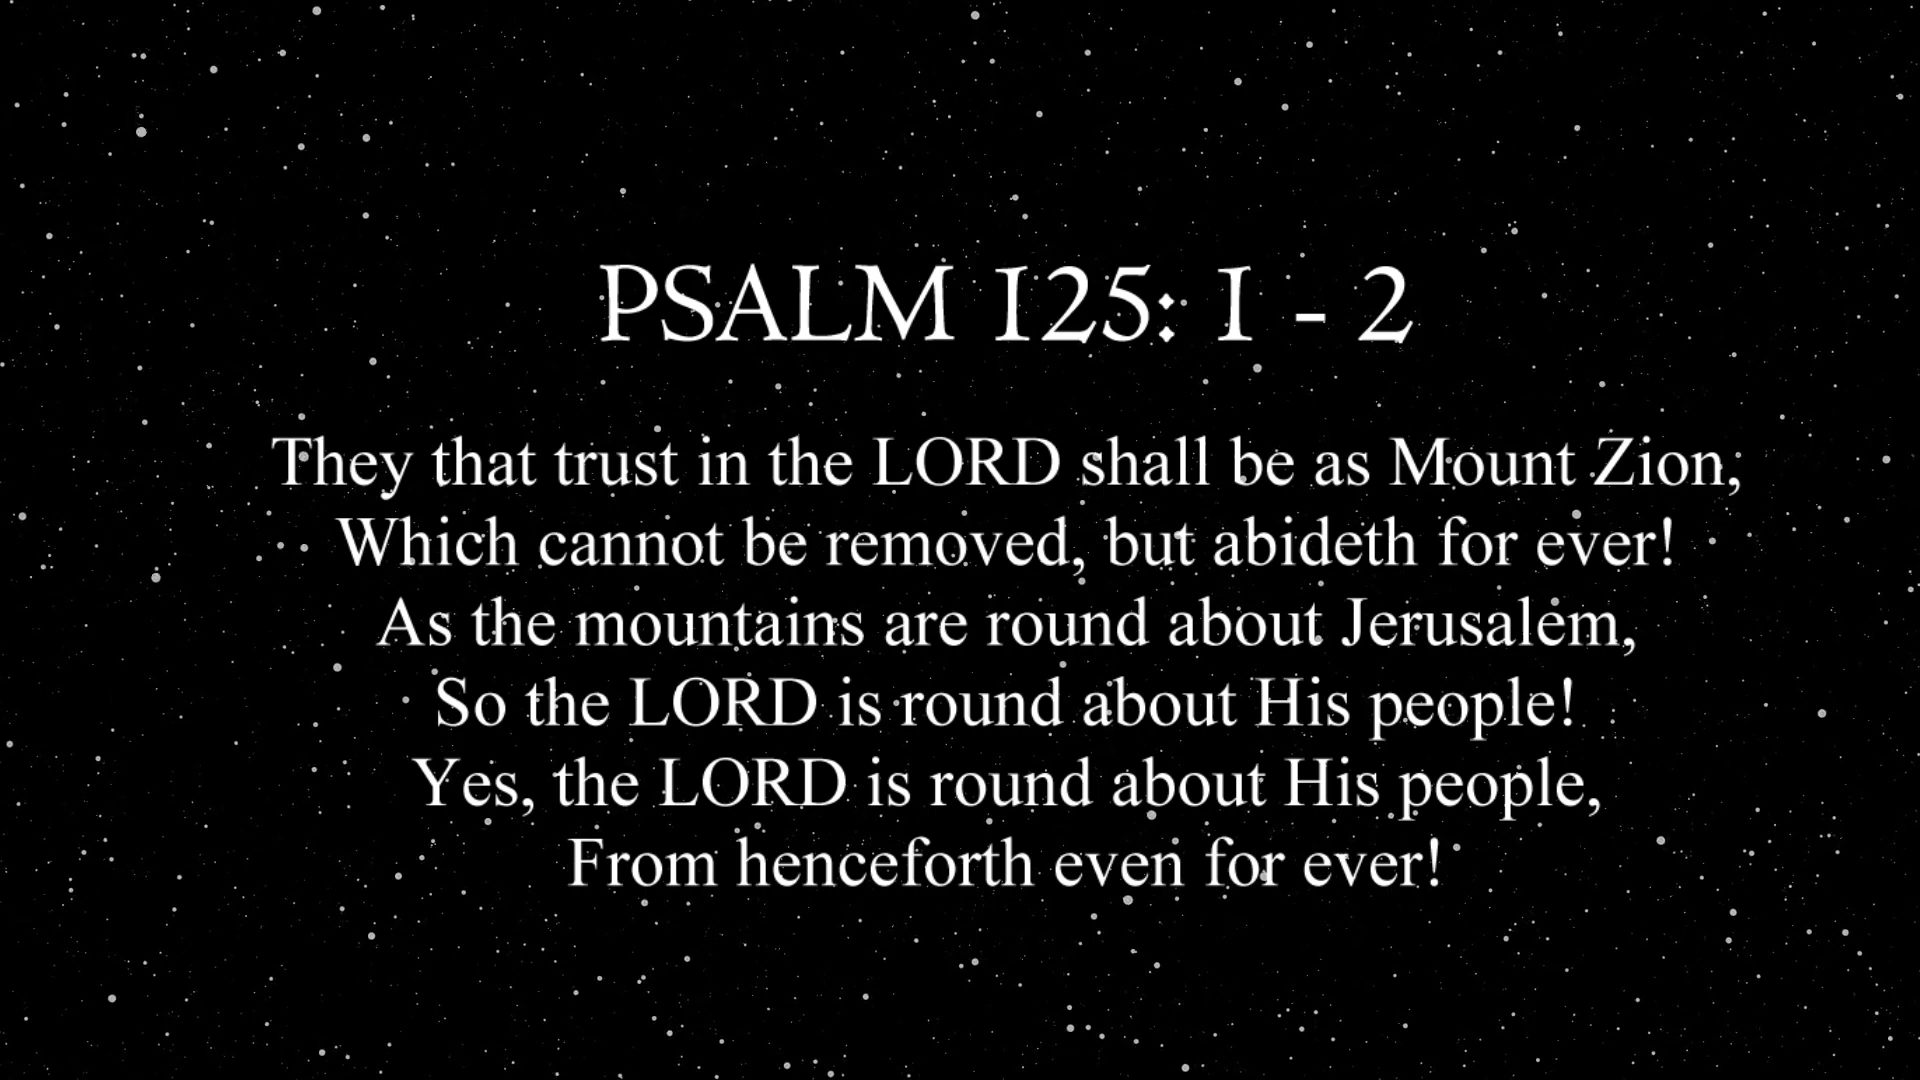 PSALM 125: 1 - 2
They that trust in the LORD shall be as Mount Zion,
Which cannot be removed, but abideth for ever!
As the mountains are round about Jerusalem,
So the LORD is round about His people!
Yes, the LORD is round about His people,
From henceforth even for ever!